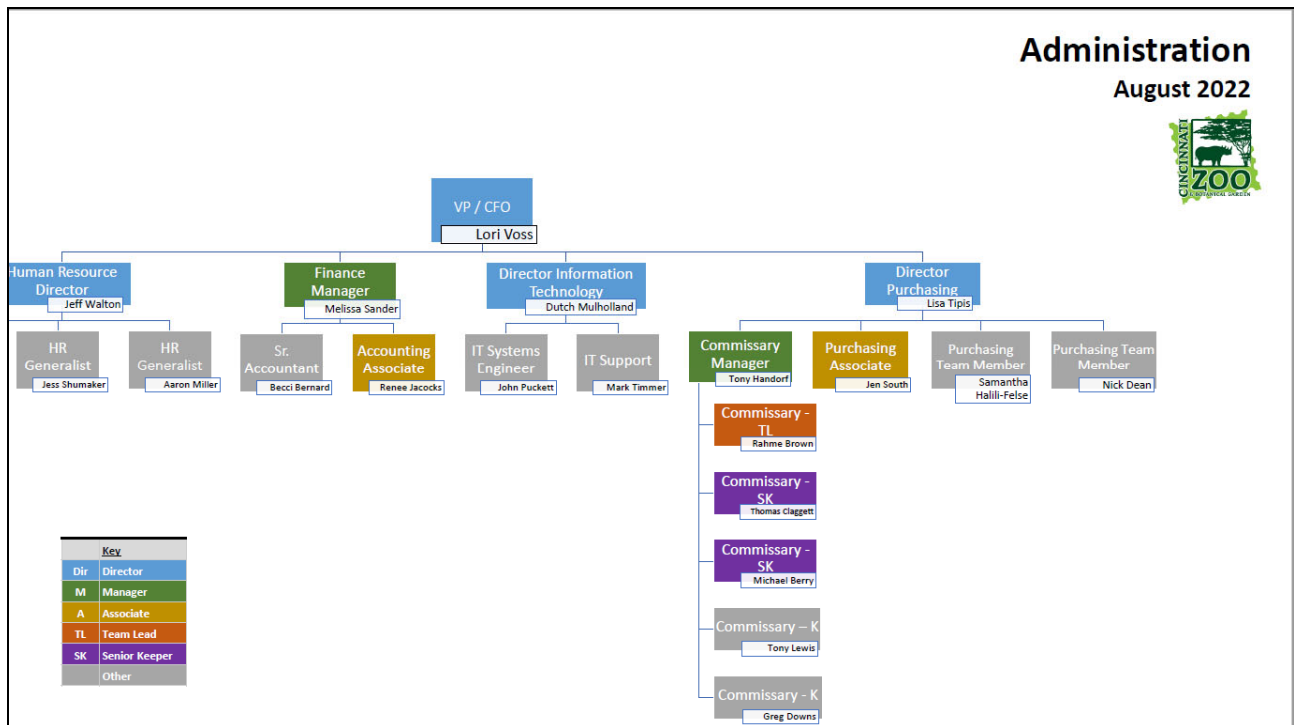 Administration
August 2022
CINCINNATI
ZOO
& BOTANICAL GARDEN
VP / CFO
Lori Voss
Human Resource
Director
Jeff Walton
Finance
Manager
Melissa Sander
Director Information
Technology
Dutch Mulholland
Director
Purchasing
Lisa Tipis
HR
Generalist
Jess Shumaker
HR
Generalist
Aaron Miller
Sr.
Accountant
Becci Bernard
Accounting
Associate
Renee Jacocks
IT Systems
Engineer
John Puckett
IT Support
Mark Timmer
Commissary
Manager
Tony Handorf
Purchasing
Associate
Jen South
Purchasing
Team Member
Samantha
Halili-Felse
Purchasing Team
Member
Nick Dean
Commissary -
TL
Rahme Brown
Commissary -
SK
Thomas Claggett
Commissary -
SK
Michael Berry
Commissary – K
Tony Lewis
Commissary - K
Greg Downs
Key
Dir Director
M Manager
A Associate
TL Team Lead
SK Senior Keeper
Other